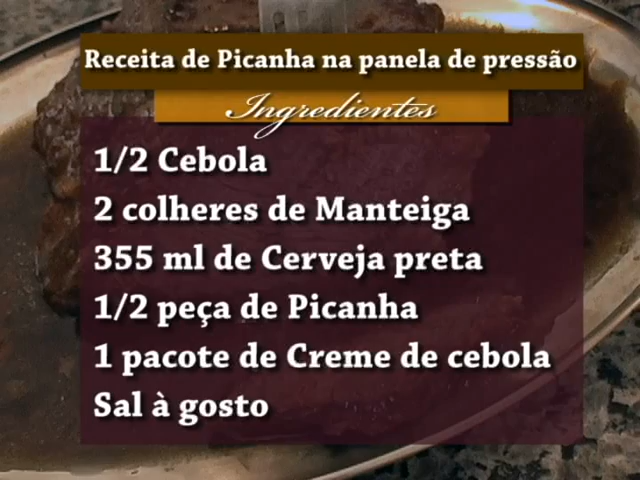 Receita de Picanha na panela de pressão
Ingredientes
1/2 Cebola
2 colheres de Manteiga
355 ml de Cerveja preta
1/2 peça de Picanha
1 pacote de Creme de cebola
Sal à gosto